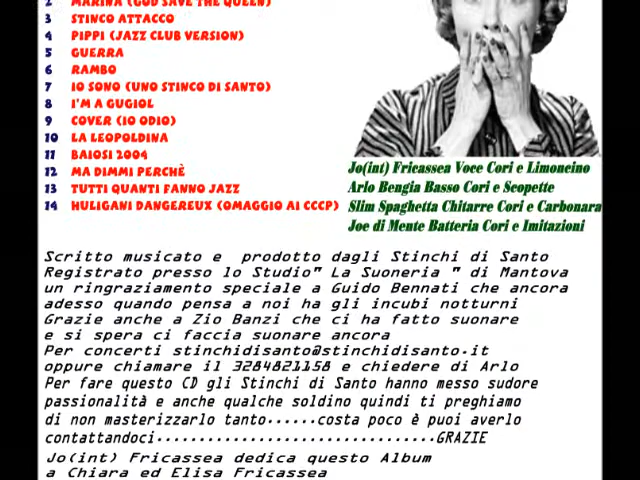 2 MARINA (GOD SAVE THE QUEEN)
3 STINCO ATTACCO
4 PIPPI (JAZZ CLUB VERSION)
5 GUERRA
6 RAMBO
7 IO SONO (UNO STINCO DI SANTO)
8 I'M A GUGIOL
9 COVER (IO ODIO)
10 LA LEOPOLDINA
11 BAIOSI 2004
12 MA DIMMI PERCHÈ
13 TUTTI QUANTI FANNO JAZZ
14 HULIGANI DANGEREUX (OMAGGIO AI CCCP)
Jo(int) Fricassea Voce Cori e Limoncino
Arlo Bengia Basso Cori e Scopette
Slim Spaghetta Chitarre Cori e Carbonara
Joe di Mente Batteria Cori e Imitazioni
Scritto musicato e prodotto dagli Stinchi di Santo
Registrato presso lo Studio" La Suoneria " di Mantova
un ringraziamento speciale a Guido Bennati che ancora
adesso quando pensa a noi ha gli incubi notturni
Grazie anche a Zio Banzi che ci ha fatto suonare
e si spera ci faccia suonare ancora
Per concerti stinchidisanto@stinchidisanto.it
oppure chiamare il 3284821158 e chiedere di Arlo
Per fare questo CD gli Stinchi di Santo hanno messo sudore
passionalità e anche qualche soldino quindi ti preghiamo
di non masterizzarlo tanto......costa poco è puoi averlo
contattandoci................................GRAZIE
Jo(int) Fricassea dedica questo Album
a Chiara ed Elisa Fricassea